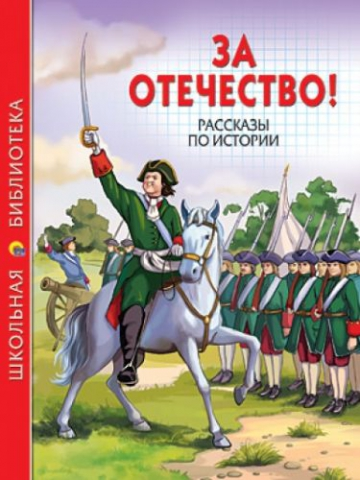 ЗА
ОТЕЧЕСТВО!
РАССКАЗЫ
ПО ИСТОРИИ
ШКОЛЬНАЯ БИБЛИОТЕКА